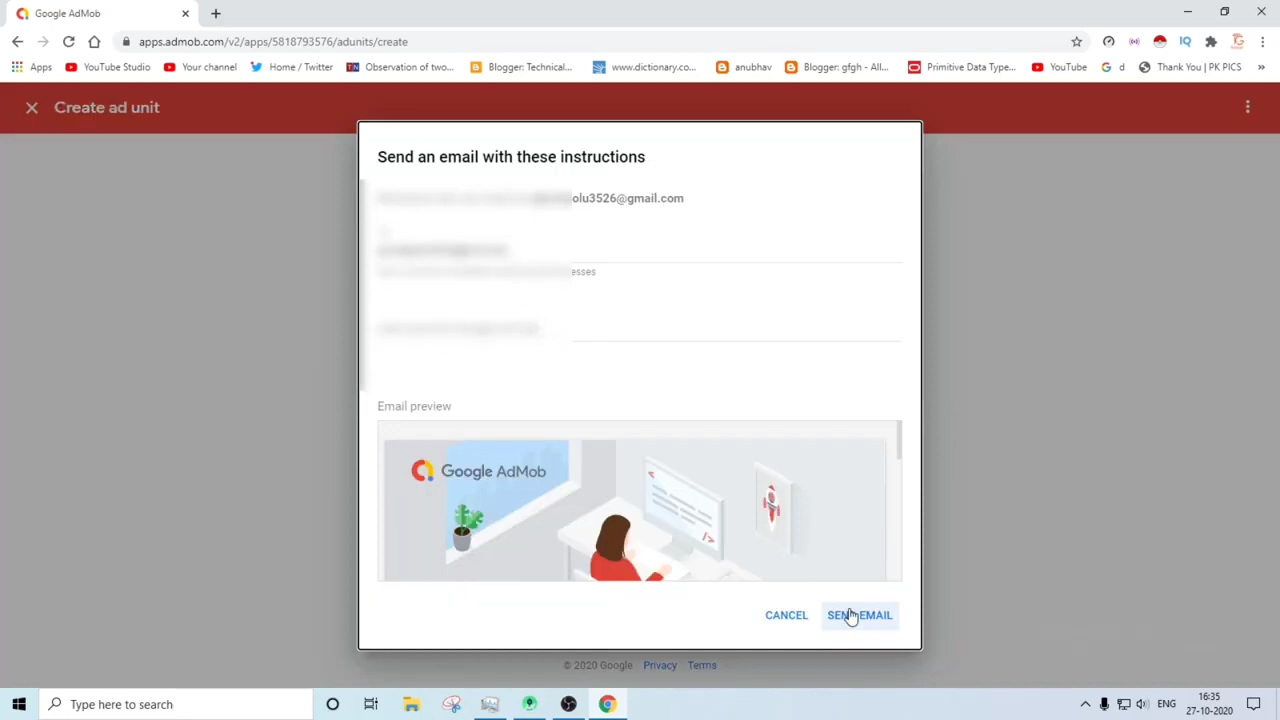 Google AdMob
apps.admob.com/v2/apps/5818793576/adunits/create
Apps
YouTube Studio
Your channel
Home / Twitter
TN
Observation of two...
Blogger: Technical...
www.dictionary.co...
anubhav
Blogger: gfgh - All...
Primitive Data Type...
YouTube
d
Thank You | PK PICS
»
IQ
Create ad unit
Send an email with these instructions
olu3526@gmail.com
esses
Email preview
Google AdMob
CANCEL
SEND EMAIL
© 2020 Google
Privacy
Terms
Type here to search
ENG
16:35
27-10-2020